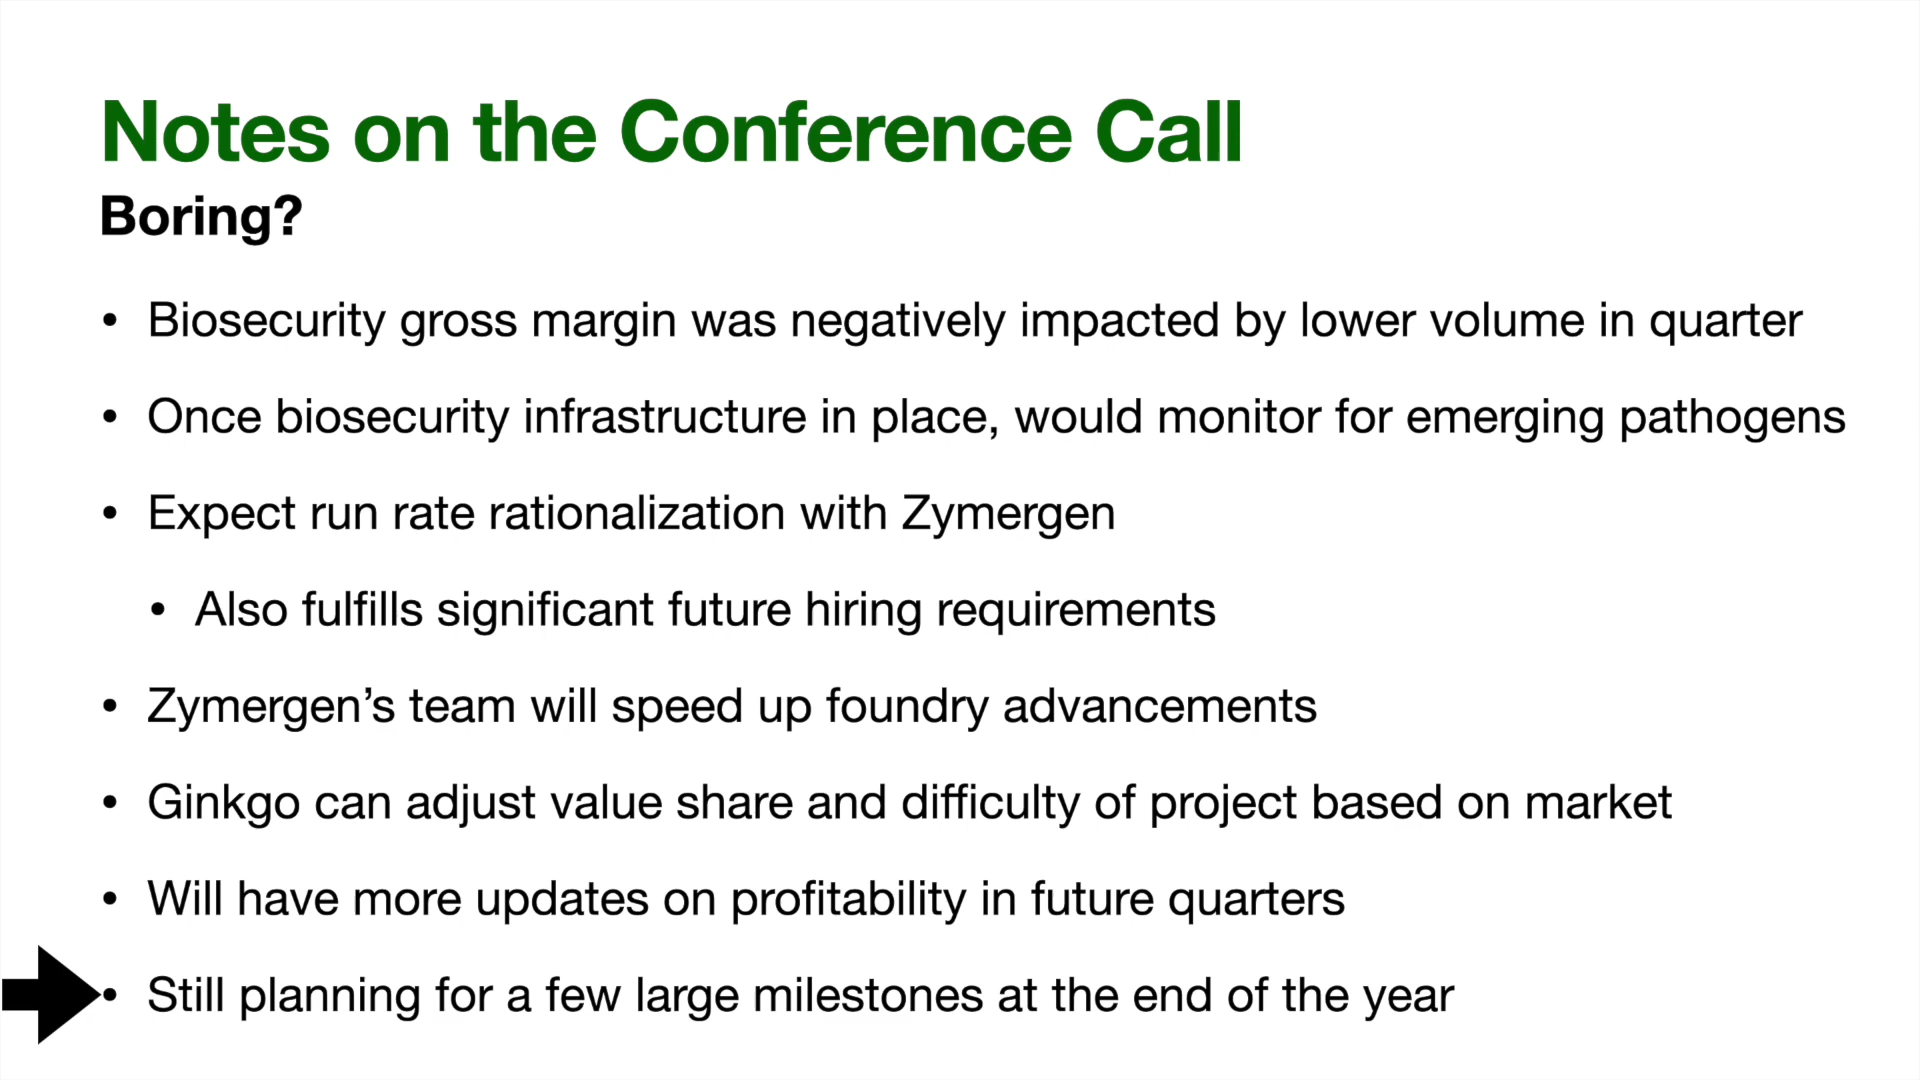 Notes on the Conference Call
Boring?
• Biosecurity gross margin was negatively impacted by lower volume in quarter
• Once biosecurity infrastructure in place, would monitor for emerging pathogens
• Expect run rate rationalization with Zymergen
• Also fulfills significant future hiring requirements
• Zymergen’s team will speed up foundry advancements
• Ginkgo can adjust value share and difficulty of project based on market
• Will have more updates on profitability in future quarters
• Still planning for a few large milestones at the end of the year